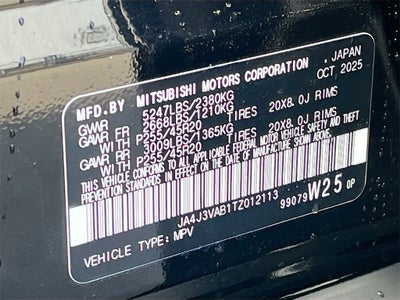 MFD.BY MITSUBISHI MOTORS CORPORATION, JAPAN
GVWR 5247LBS/2380KG OCT 2025
GAWR FR 2668LBS/1210KG
WITH P255/45R20 TIRES 20X8.0J RIMS
GAWR RR 3009LBS/1365KG
WITH P255/45R20 TIRES 20X8.0J RIMS
THIS VEHICLE CONFORMS TO ALL APPLICABLE FEDERAL MOTOR VEHICLE SAFETY AND THEFT
PREVENTION STANDARDS IN EFFECT ON THE DATE OF MANUFACTURE SHOWN ABOVE.
JA4J3VAB1TZ012113
99079 W25 OP
VEHICLE TYPE: MPV